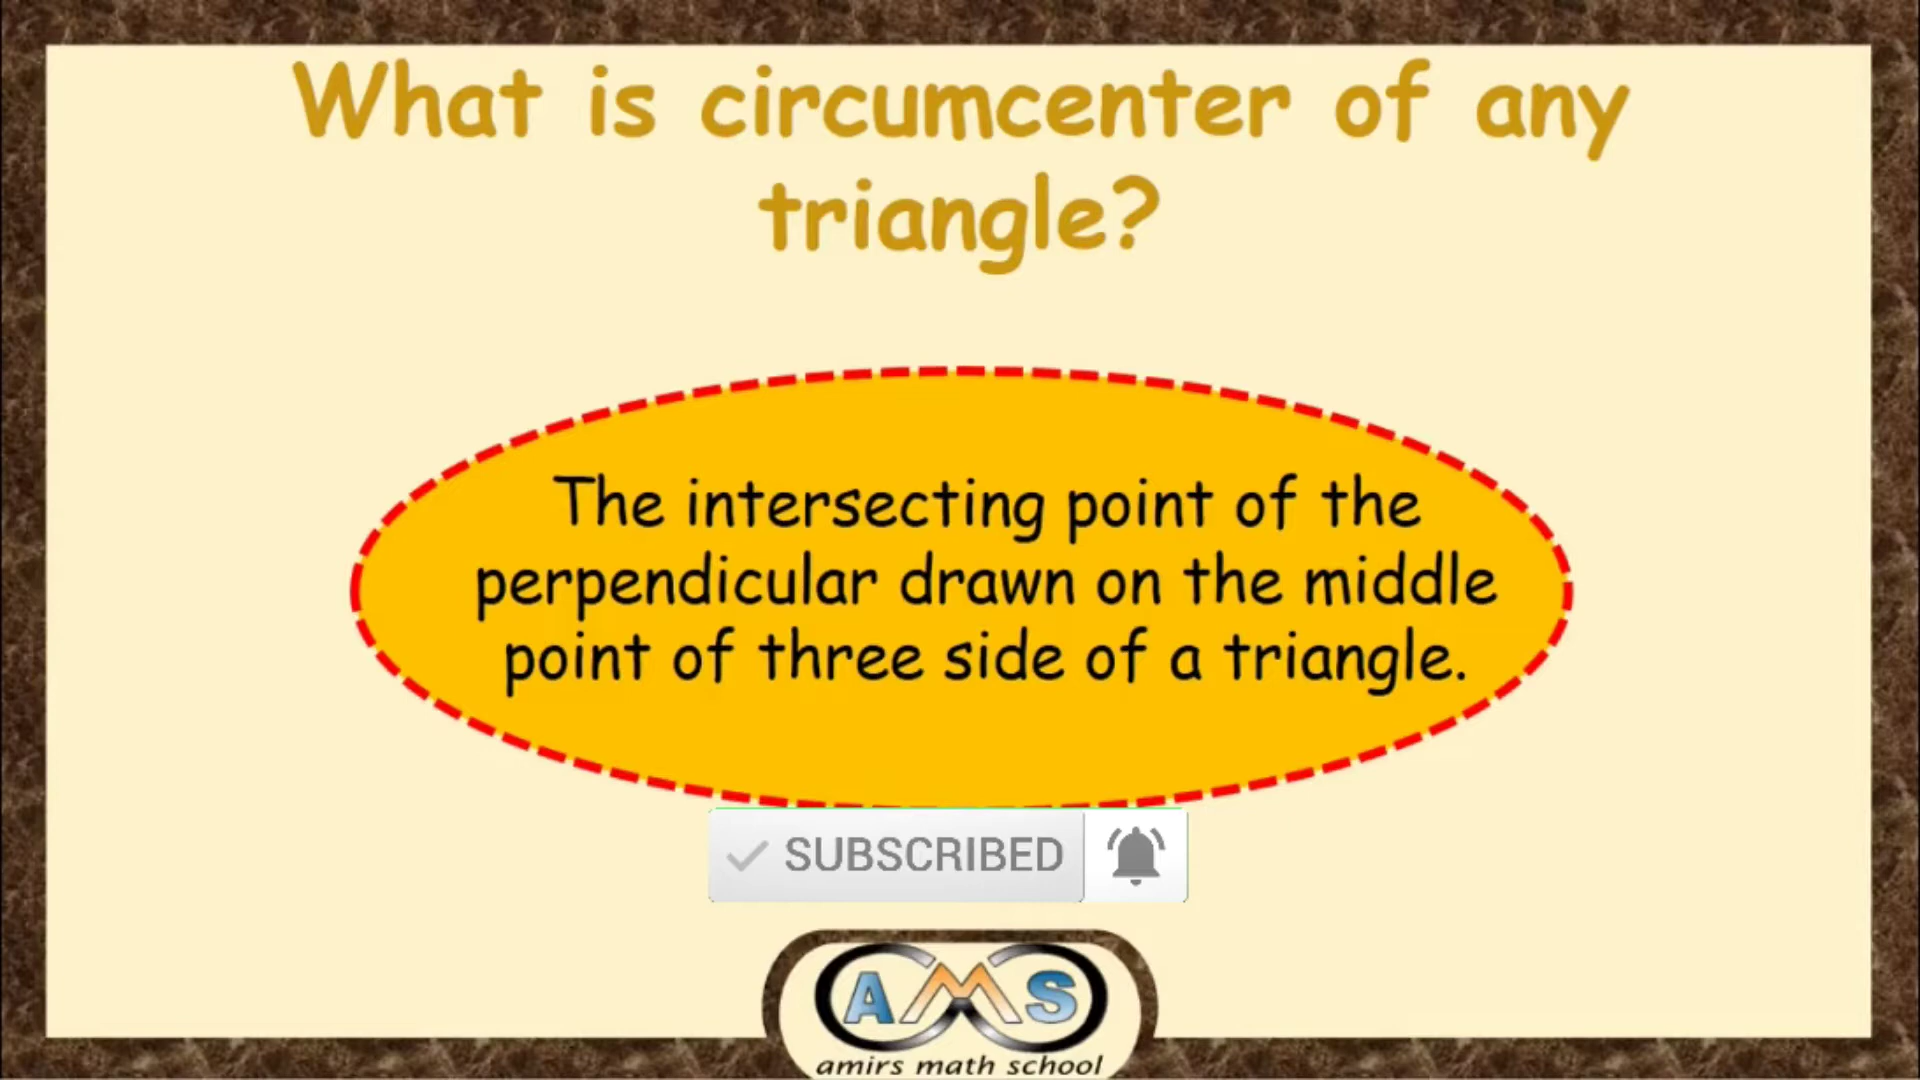 What is circumcenter of any
triangle?
The intersecting point of the
perpendicular drawn on the middle
point of three side of a triangle.
SUBSCRIBED
AMS
amirs math school